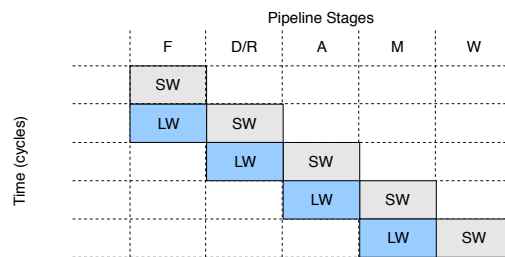 Pipeline Stages
F D/R A M W
Time (cycles)
SW
LW SW
LW SW
LW SW
LW SW